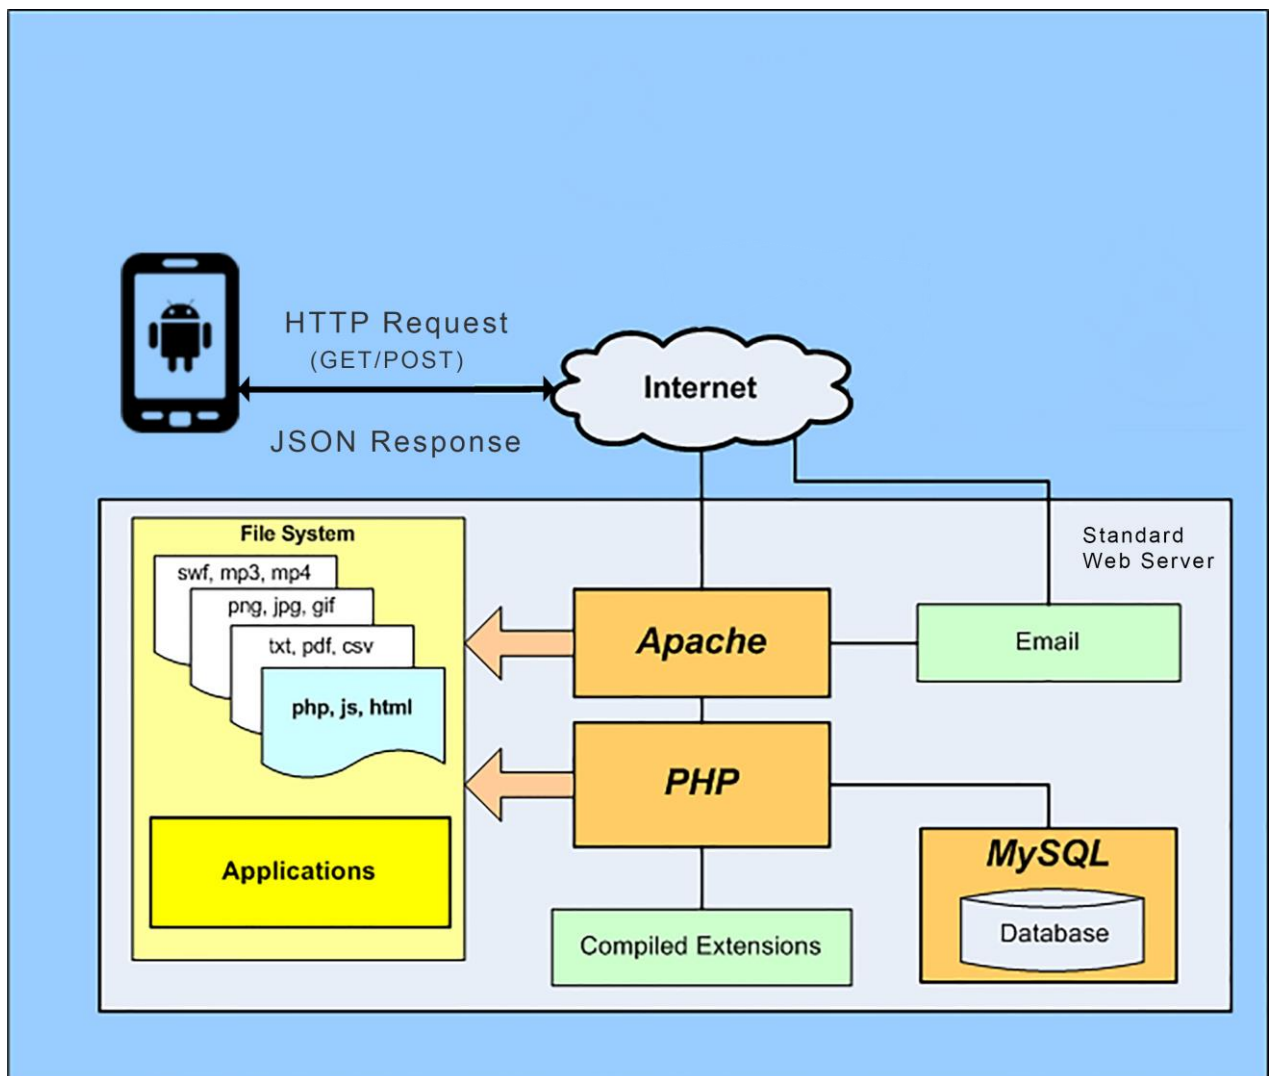 HTTP Request
(GET/POST)
Internet
JSON Response
File System
swf, mp3, mp4
png, jpg, gif
txt, pdf, csv
php, js, html
Applications
Standard
Web Server
Apache
Email
PHP
MySQL
Database
Compiled Extensions